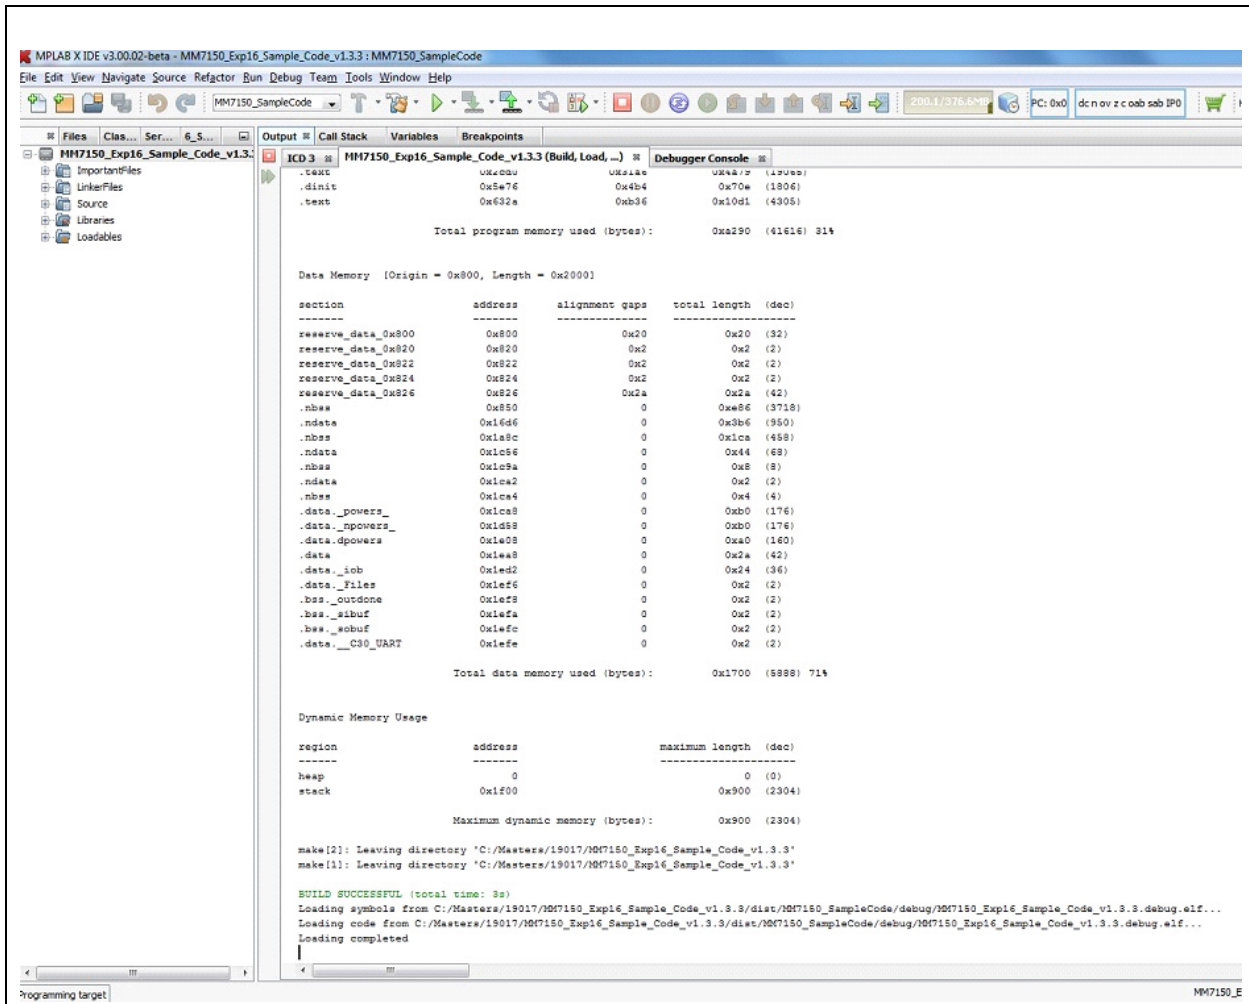 MPLAB X IDE v3.00.02-beta - MM7150_Exp16_Sample_Code_v1.3.3 : MM7150_SampleCode
File Edit View Navigate Source Refactor Run Debug Team Tools Window Help
MM7150_SampleCode 200.1/376.6MB PC: 0x0 dc n ov z c oab sab IP0
Files Clas... Ser... 6_S... Output Call Stack Variables Breakpoints
MM7150_Exp16_Sample_Code_v1.3.
ImportantFiles
LinkerFiles
Source
Libraries
Loadables
ICD 3 MM7150_Exp16_Sample_Code_v1.3.3 (Build, Load, ...) Debugger Console
.text
.dinit 0x5e76 0x4b4 0x70e (1806)
.text 0x632a 0xb36 0x10d1 (4305)
Total program memory used (bytes): 0xa290 (41616) 31%
Data Memory [Origin = 0x800, Length = 0x2000]
section address alignment gaps total length (dec)
------- ------- -------------- -------------------
reserve_data_0x800 0x800 0x20 0x20 (32)
reserve_data_0x820 0x820 0x2 0x2 (2)
reserve_data_0x822 0x822 0x2 0x2 (2)
reserve_data_0x824 0x824 0x2 0x2 (2)
reserve_data_0x826 0x826 0x2a 0x2a (42)
.nbss 0x850 0 0xe86 (3718)
.ndata 0x16d6 0 0x3b6 (950)
.nbss 0x1a8c 0 0x1ca (458)
.ndata 0x1c56 0 0x44 (68)
.nbss 0x1c9a 0 0x8 (8)
.ndata 0x1ca2 0 0x2 (2)
.nbss 0x1ca4 0 0x4 (4)
.data._powers_ 0x1ca8 0 0xb0 (176)
.data._npowers_ 0x1d58 0 0xb0 (176)
.data.dpowers 0x1e08 0 0xa0 (160)
.data 0x1ea8 0 0x2a (42)
.data._iob 0x1ed2 0 0x24 (36)
.data._Files 0x1ef6 0 0x2 (2)
.bss._outdone 0x1ef8 0 0x2 (2)
.bss._sibuf 0x1efa 0 0x2 (2)
.bss._sobuf 0x1efc 0 0x2 (2)
.data.__C30_UART 0x1efe 0 0x2 (2)
Total data memory used (bytes): 0x1700 (5888) 71%
Dynamic Memory Usage
region address maximum length (dec)
------ ------- ---------------------
heap 0 0 (0)
stack 0x1f00 0x900 (2304)
Maximum dynamic memory (bytes): 0x900 (2304)
make[2]: Leaving directory 'C:/Masters/19017/MM7150_Exp16_Sample_Code_v1.3.3'
make[1]: Leaving directory 'C:/Masters/19017/MM7150_Exp16_Sample_Code_v1.3.3'
BUILD SUCCESSFUL (total time: 3s)
Loading symbols from C:/Masters/19017/MM7150_Exp16_Sample_Code_v1.3.3/dist/MM7150_SampleCode/debug/MM7150_Exp16_Sample_Code_v1.3.3.debug.elf...
Loading code from C:/Masters/19017/MM7150_Exp16_Sample_Code_v1.3.3/dist/MM7150_SampleCode/debug/MM7150_Exp16_Sample_Code_v1.3.3.debug.elf...
Loading completed
Programming target MM7150_E